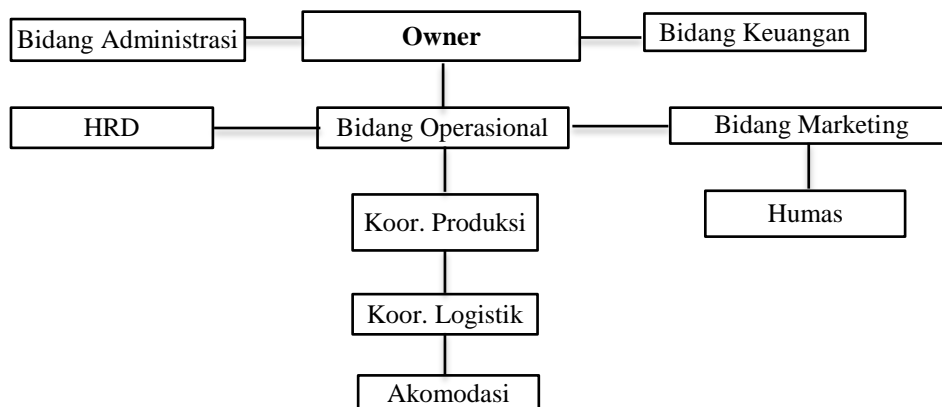 Bidang Administrasi
Owner
Bidang Keuangan
HRD
Bidang Operasional
Bidang Marketing
Koor. Produksi
Humas
Koor. Logistik
Akomodasi